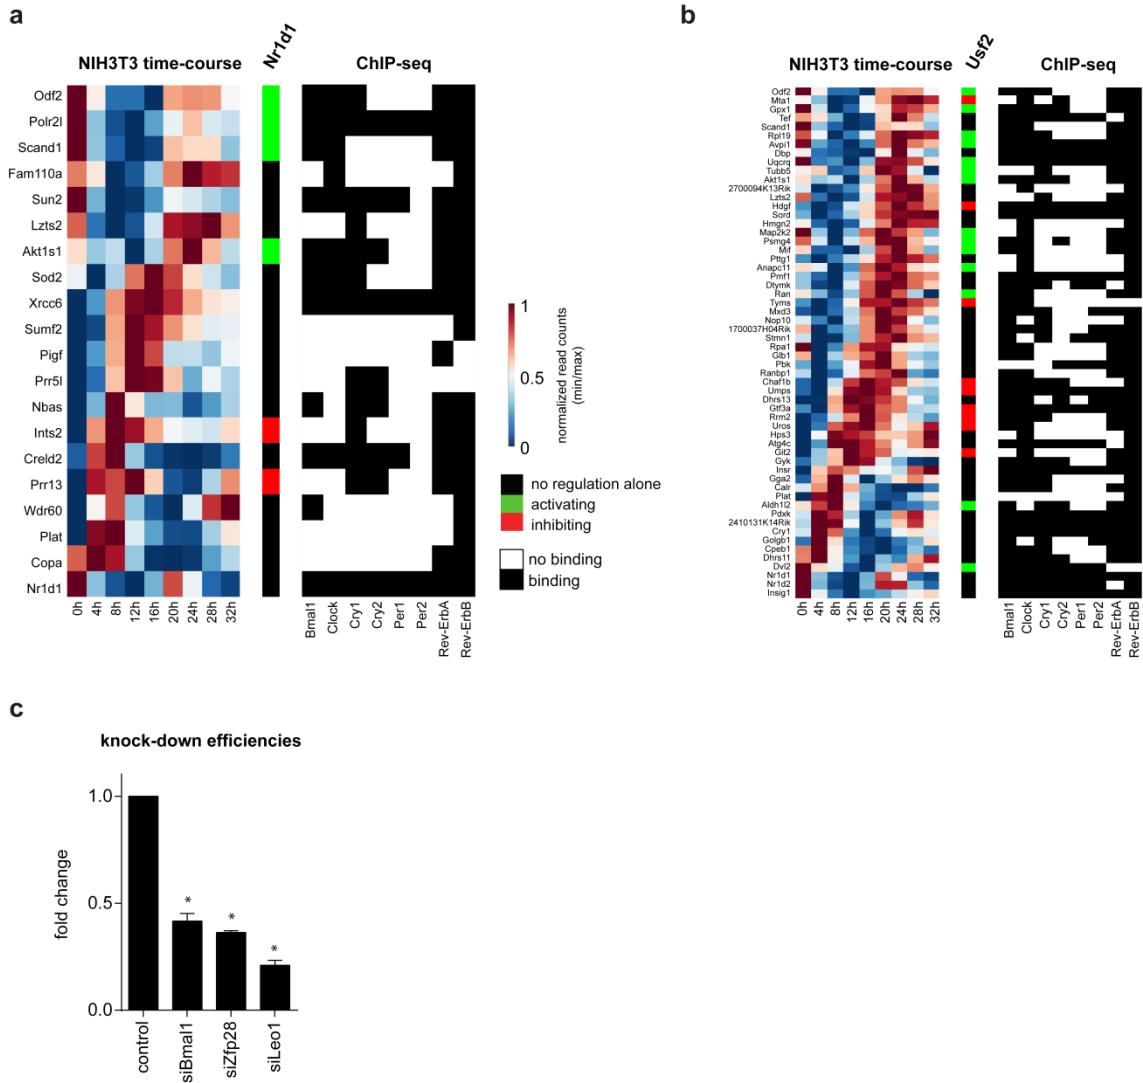 a
NIH3T3 time-course
Nr1d1
ChIP-seq
Odf2
Polr2l
Scand1
Fam110a
Sun2
Lzts2
Akt1s1
Sod2
Xrcc6
Sumf2
Pigf
Prr5l
Nbas
Ints2
Creld2
Prr13
Wdr60
Plat
Copa
Nr1d1
0h
4h
8h
12h
16h
20h
24h
28h
32h
Bmal1
Clock
Cry1
Cry2
Per1
Per2
Rev-ErbA
Rev-ErbB
1
0.5
0
normalized read counts
(min/max)
no regulation alone
activating
inhibiting
no binding
binding
b
NIH3T3 time-course
Usf2
ChIP-seq
Odf2
Mta1
Gpx1
Tef
Scand1
Rpl19
Avpi1
Dbp
Uqcrq
Tubb5
Akt1s1
2700094K13Rik
Lzts2
Hdgf
Sord
Hmgn2
Map2k2
Psmg4
Mif
Pttg1
Anapc11
Pmf1
Dtymk
Ran
Tyms
Mxd3
Nop10
1700037H04Rik
Stmn1
Rpa1
Glb1
Pbk
Ranbp1
Chaf1b
Umps
Dhrs13
Gtf3a
Rrm2
Uros
Hps3
Atg4c
Git2
Gyk
Insr
Gga2
Calr
Plat
Aldh1l2
Pdxk
2410131K14Rik
Cry1
Golgb1
Cpeb1
Dhrs11
Dvl2
Nr1d1
Nr1d2
Insig1
0h
4h
8h
12h
16h
20h
24h
28h
32h
Bmal1
Clock
Cry1
Cry2
Per1
Per2
Rev-ErbA
Rev-ErbB
c
knock-down efficiencies
fold change
1.0
0.5
0.0
*
*
*
control
siBmal1
siZfp28
siLeo1